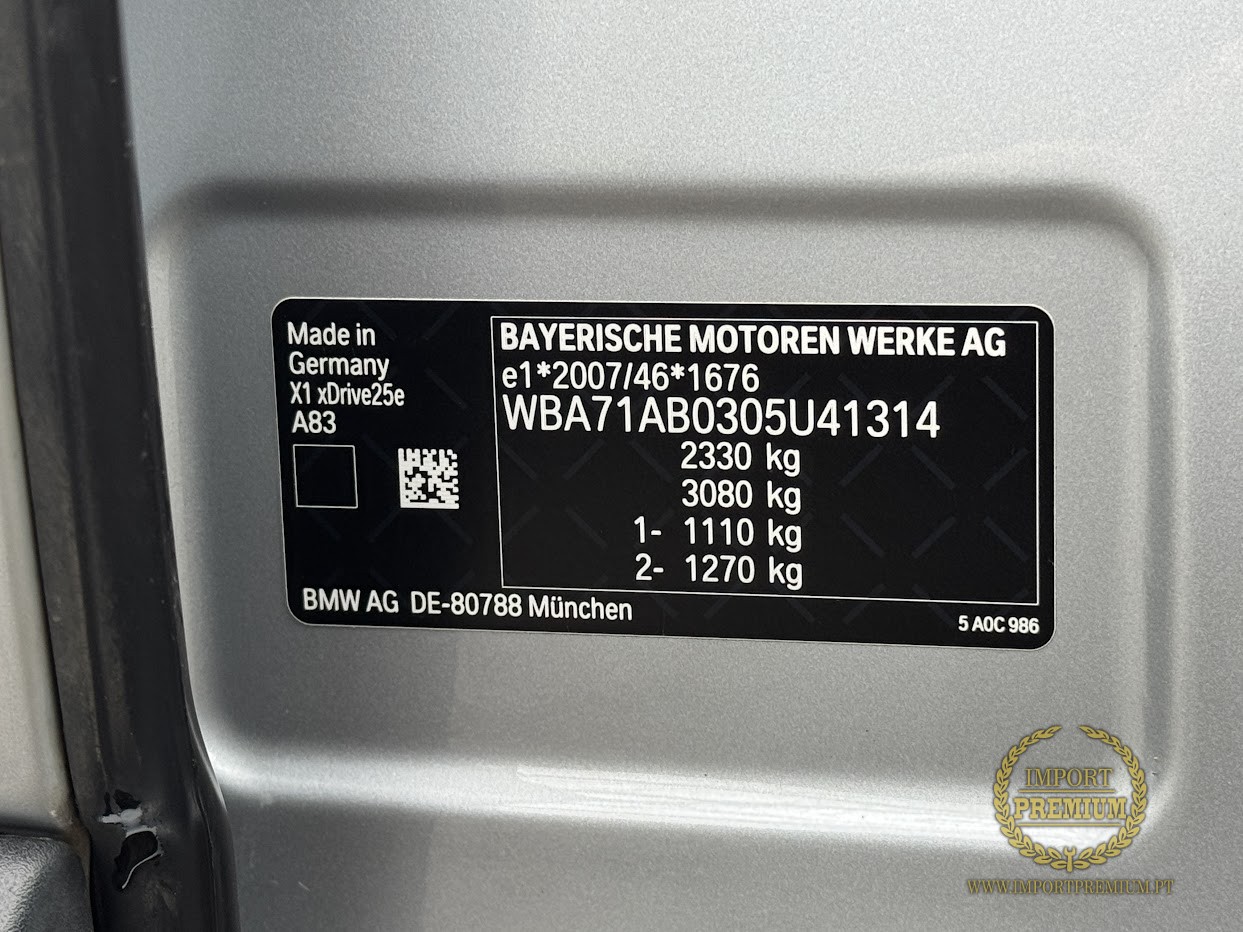 Made in
Germany
X1 xDrive25e
A83
BAYERISCHE MOTOREN WERKE AG
e1*2007/46*1676
WBA71AB0305U41314
2330 kg
3080 kg
1- 1110 kg
2- 1270 kg
BMW AG DE-80788 München
5 A0C 986
IMPORT
PREMIUM
WWW.IMPORTPREMIUM.PT